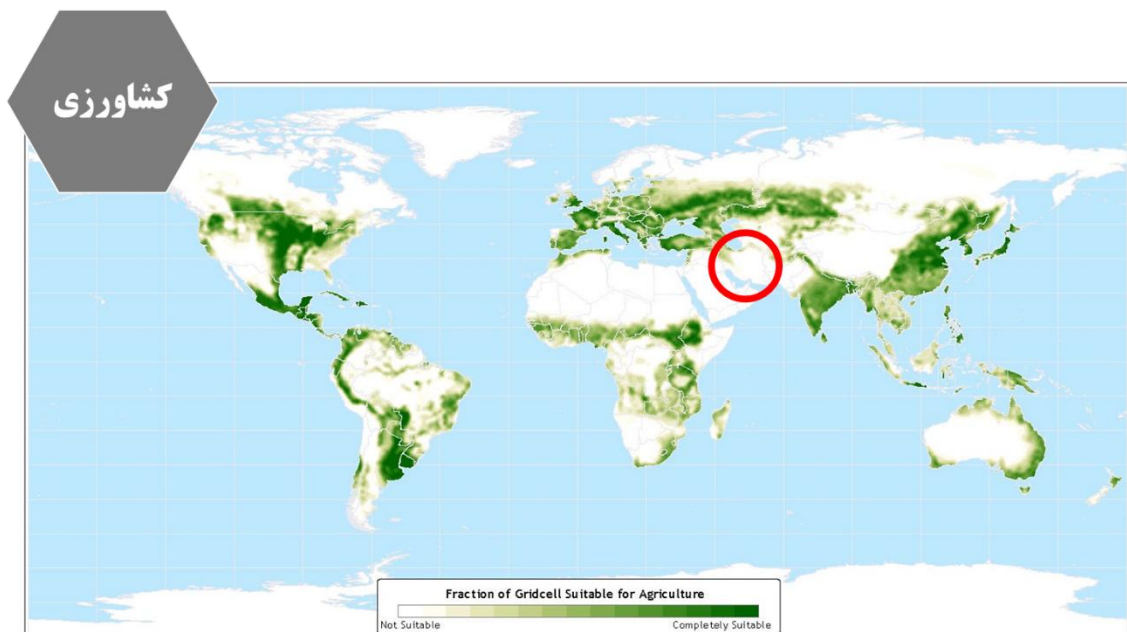 کشاورزی
Fraction of Gridcell Suitable for Agriculture
Not Suitable
Completely Suitable